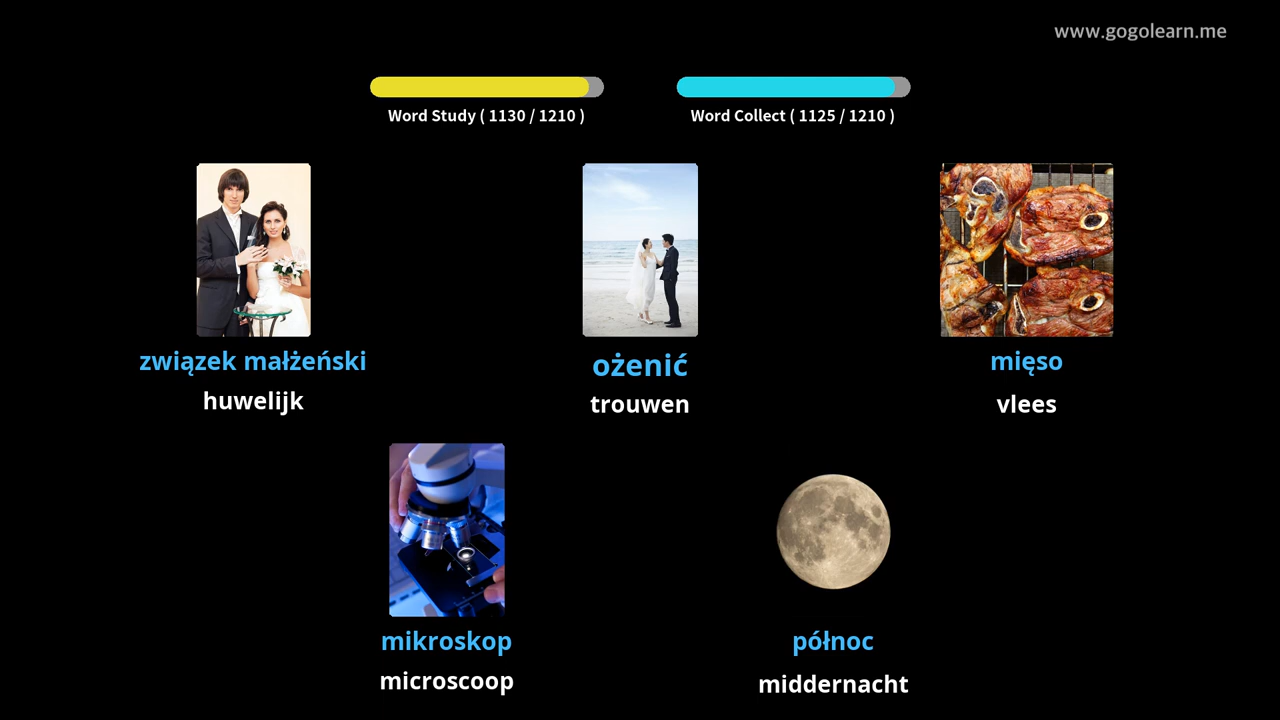 www.gogolearn.me
Word Study ( 1130 / 1210 )
Word Collect ( 1125 / 1210 )
związek małżeński
huwelijk
ożenić
trouwen
mięso
vlees
mikroskop
microscoop
północ
middernacht